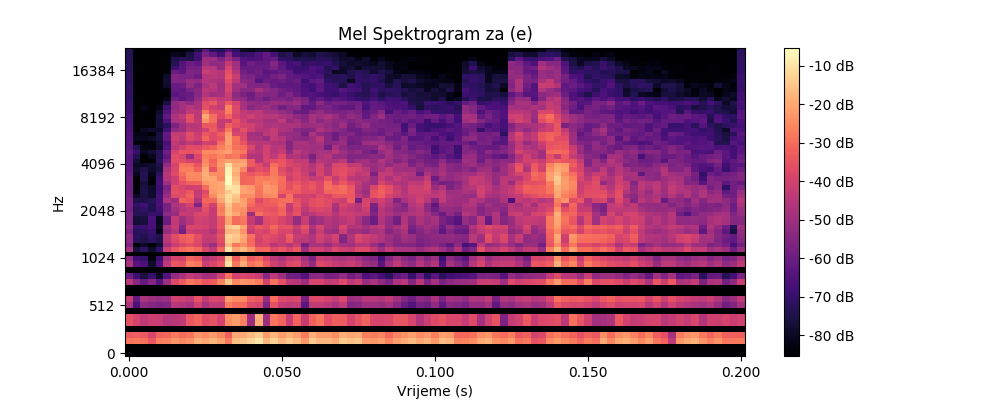 Mel Spektrogram za (e)
Hz
16384
8192
4096
2048
1024
512
0
0.000 0.050 0.100 0.150 0.200
Vrijeme (s)
-10 dB
-20 dB
-30 dB
-40 dB
-50 dB
-60 dB
-70 dB
-80 dB